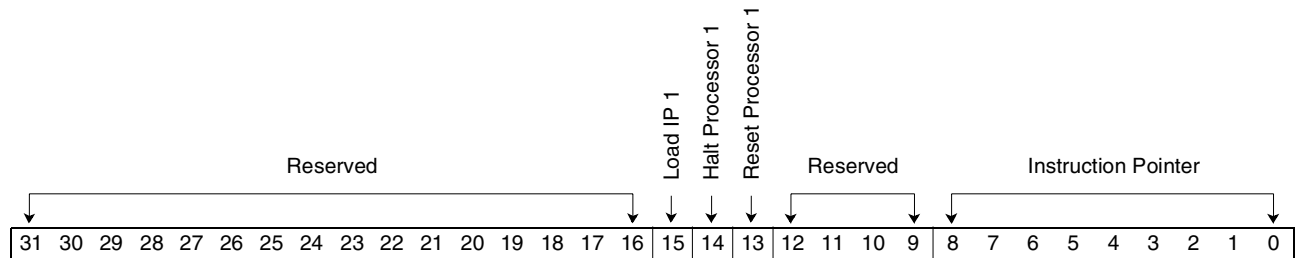 Load IP 1
Halt Processor 1
Reset Processor 1
Reserved
Reserved
Instruction Pointer
31 30 29 28 27 26 25 24 23 22 21 20 19 18 17 16 15 14 13 12 11 10 9 8 7 6 5 4 3 2 1 0